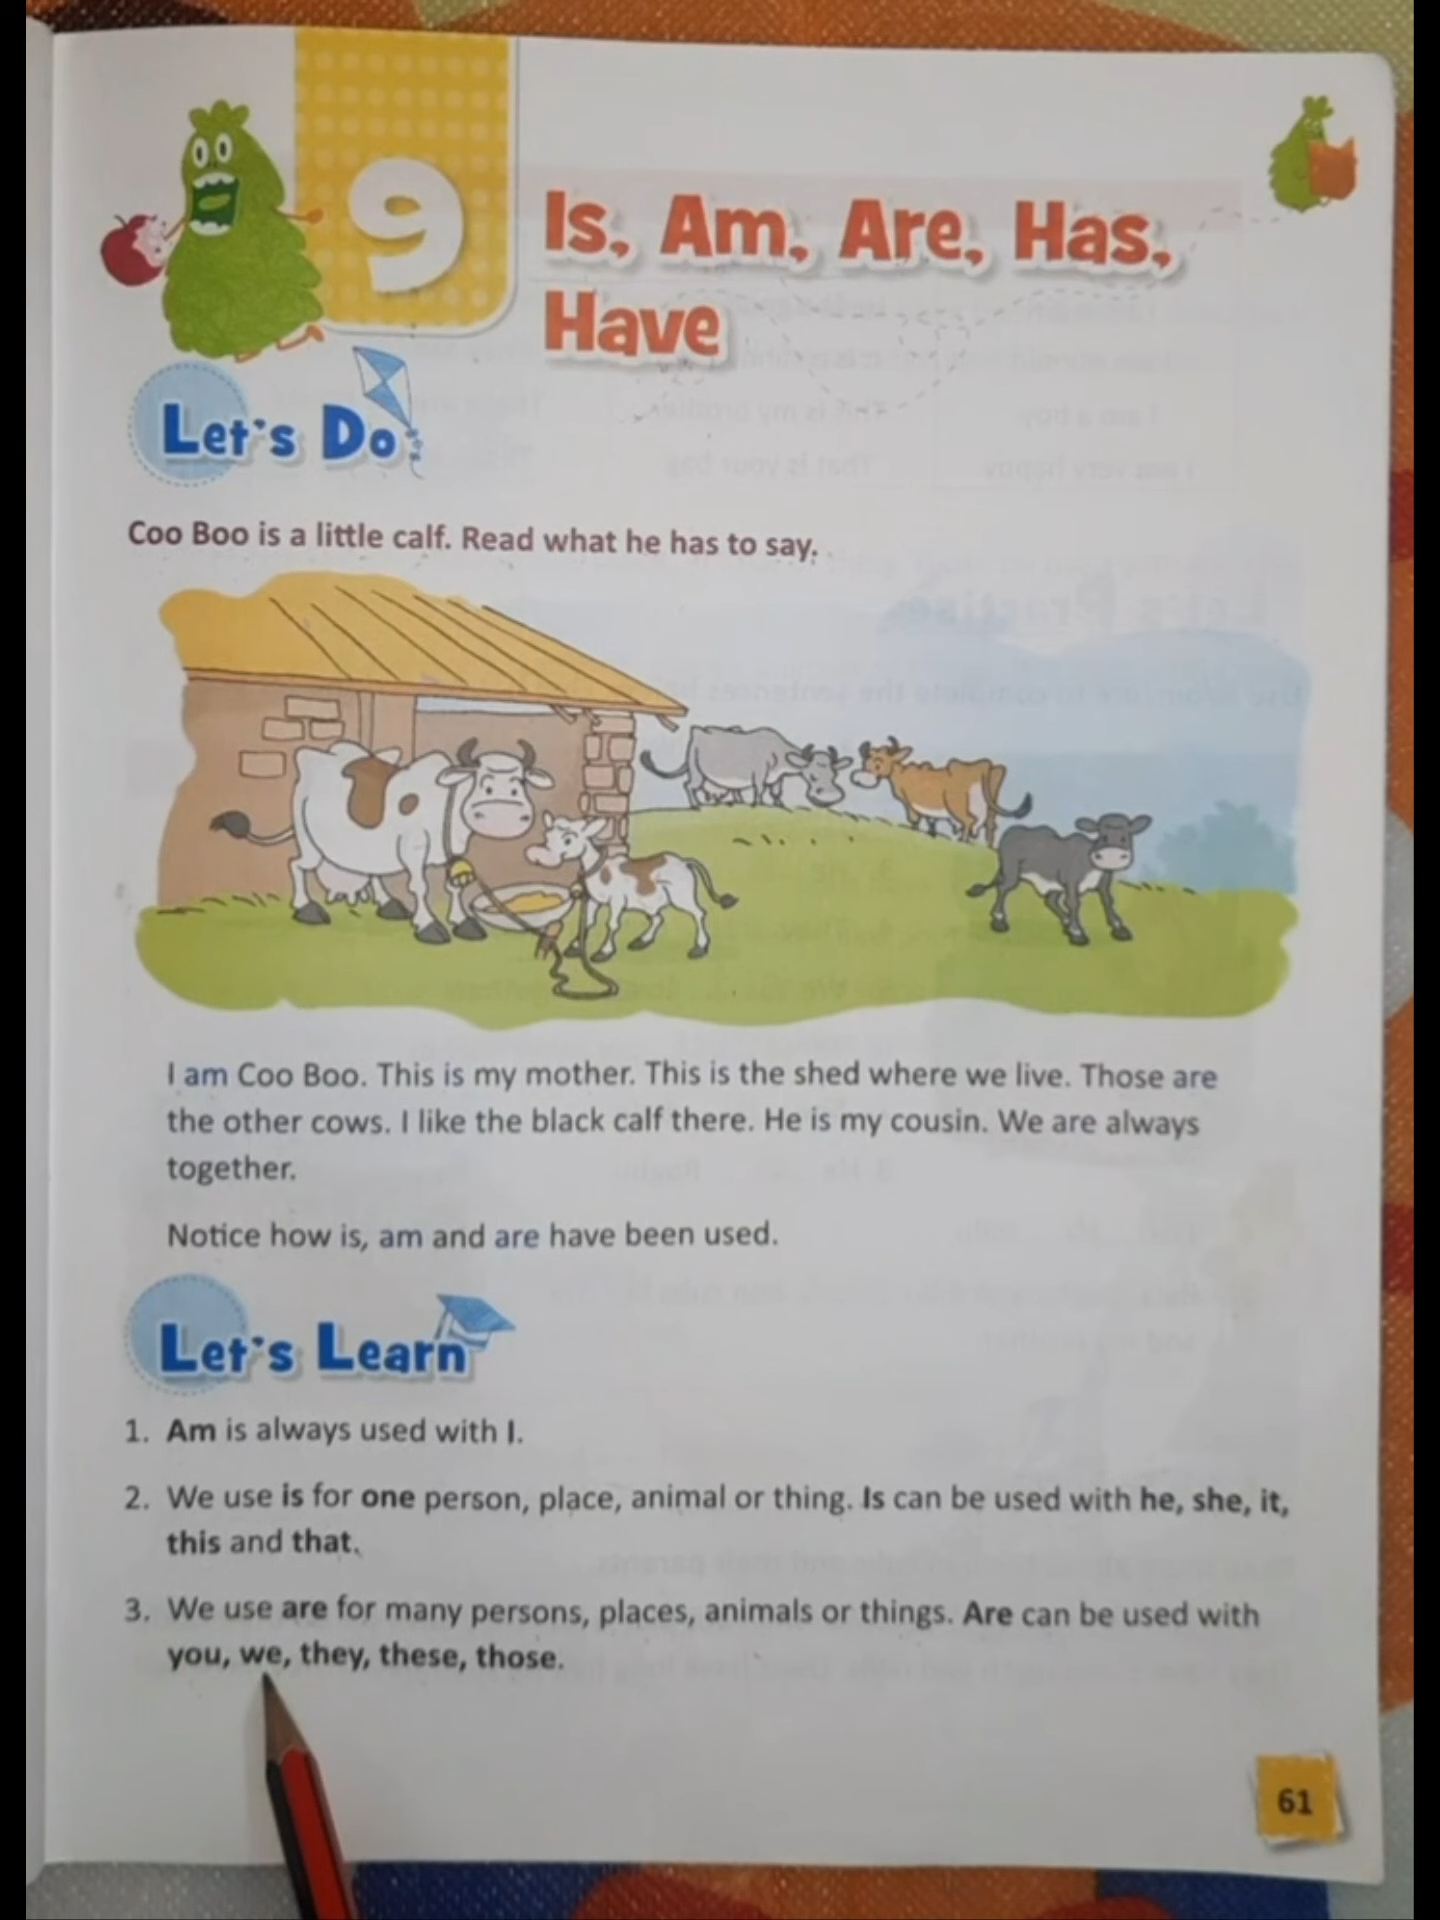 9
Is, Am, Are, Has,
Have
Let's Do
Coo Boo is a little calf. Read what he has to say.
I am Coo Boo. This is my mother. This is the shed where we live. Those are
the other cows. I like the black calf there. He is my cousin. We are always
together.
Notice how is, am and are have been used.
Let's Learn
1. Am is always used with I.
2. We use is for one person, place, animal or thing. Is can be used with he, she, it,
this and that.
3. We use are for many persons, places, animals or things. Are can be used with
you, we, they, these, those.
61